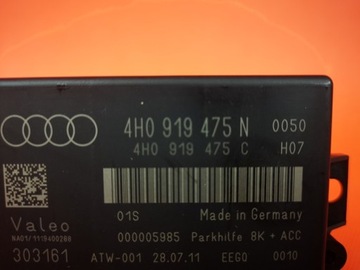 4H0 919 475 N 0050
4H0 919 475 C H07
01S Made in Germany
Valeo 000005985 Parkhilfe 8K + ACC
303161 ATW-001 28.07.11 EEGQ 0010